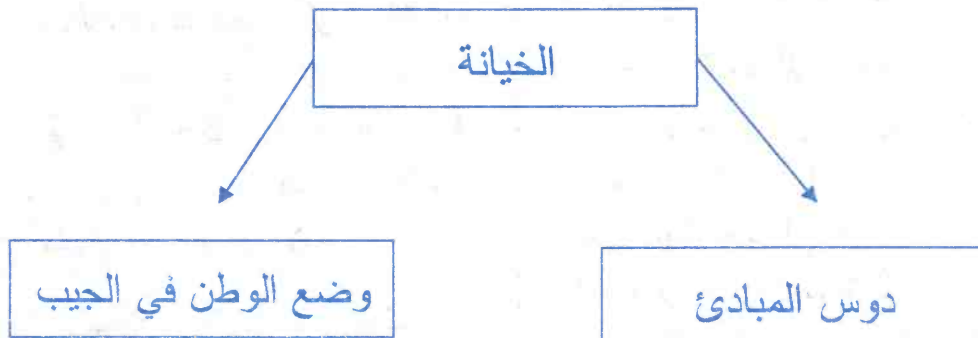 الخيانة
دوس المبادئ
وضع الوطن في الجيب